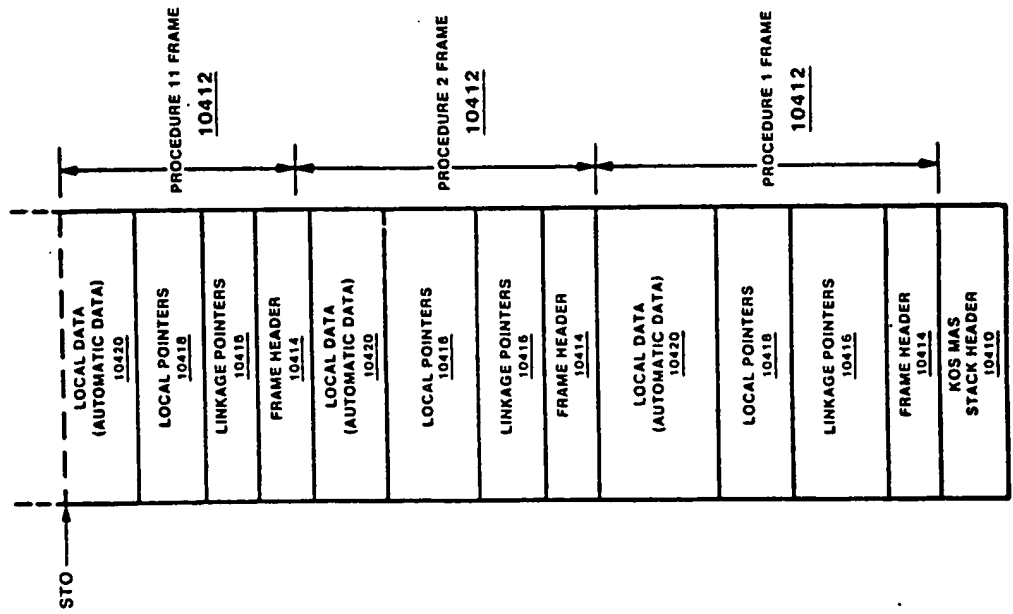 STO
LOCAL DATA
(AUTOMATIC DATA)
10420
LOCAL POINTERS
10418
LINKAGE POINTERS
10416
FRAME HEADER
10414
PROCEDURE 11 FRAME
10412
LOCAL DATA
(AUTOMATIC DATA)
10420
LOCAL POINTERS
10418
LINKAGE POINTERS
10416
FRAME HEADER
10414
PROCEDURE 2 FRAME
10412
LOCAL DATA
(AUTOMATIC DATA)
10420
LOCAL POINTERS
10418
LINKAGE POINTERS
10416
FRAME HEADER
10414
PROCEDURE 1 FRAME
10412
KOS MAS
STACK HEADER
10410